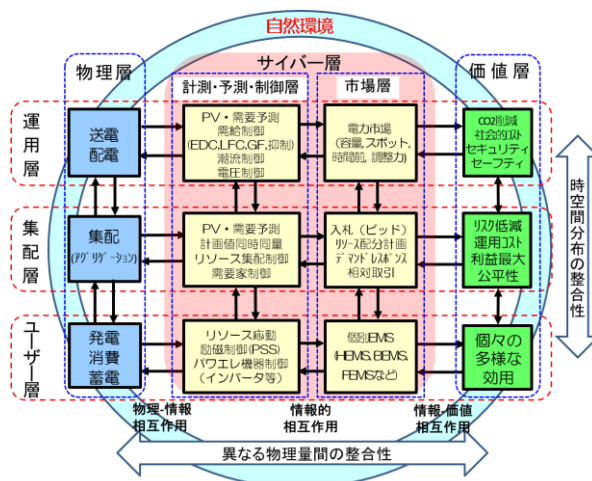 自然環境
サイバー層
物理層
計測・予測・制御層
市場層
価値層
運用層
送電
配電
PV・需要予測
需給制御
(EDC,LFC,GF,抑制)
潮流制御
電圧制御
電力市場
(容量,スポット,
時間前,調整力)
CO2削減
社会的コスト
セキュリティ
セーフティ
集配層
集配
(アグリゲーション)
PV・需要予測
計画値同時同量
リソース集配制御
需要家制御
入札（ビッド）
リソース配分計画
デマンドレスポンス
相対取引
リスク低減
運用コスト
利益最大
公平性
ユーザー層
発電
消費
蓄電
リソース応動
励磁制御(PSS)
パワエレ機器制御
(インバータ等)
個別EMS
(HEMS, BEMS,
FEMSなど)
個々の
多様な
効用
時空間分布の整合性
物理-情報
相互作用
情報的
相互作用
情報-価値
相互作用
異なる物理量間の整合性